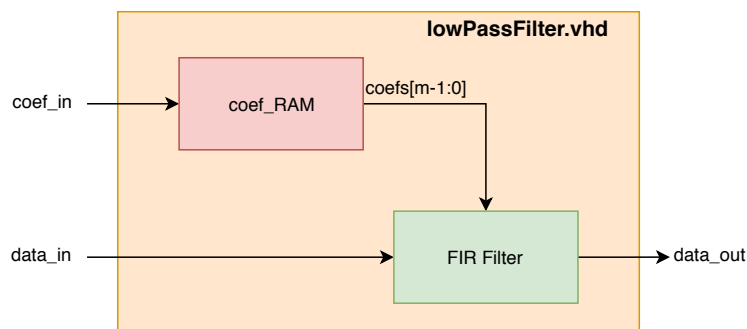 lowPassFilter.vhd
coefs[m-1:0]
coef_in
coef_RAM
data_in
FIR Filter
data_out